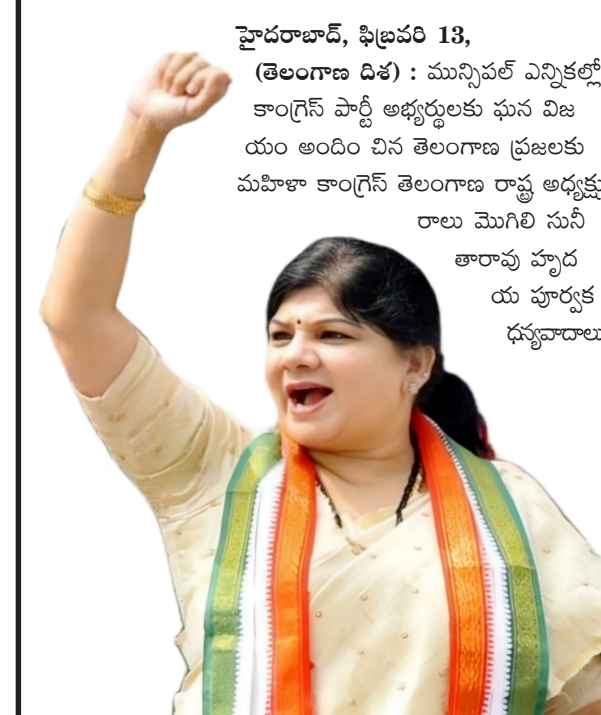 హైదరాబాద్, ఫిబ్రవరి 13,
(తెలంగాణ దిశ) : మున్సిపల్ ఎన్నికల్లో
కాంగ్రెస్ పార్టీ అభ్యర్థులకు ఘన విజ
యం అందిం చిన తెలంగాణ ప్రజలకు
మహిళా కాంగ్రెస్ తెలంగాణ రాష్ట్ర అధ్యక్షు
రాలు మొగిలి సునీ
తారావు హృద
య పూర్వక
ధన్యవాదాలు